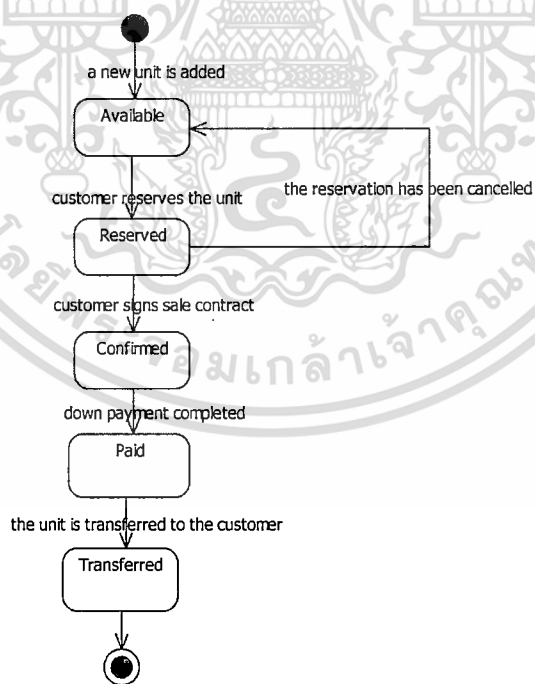 a new unit is added
Available
the reservation has been cancelled
customer reserves the unit
Reserved
customer signs sale contract
Confirmed
down payment completed
Paid
the unit is transferred to the customer
Transferred